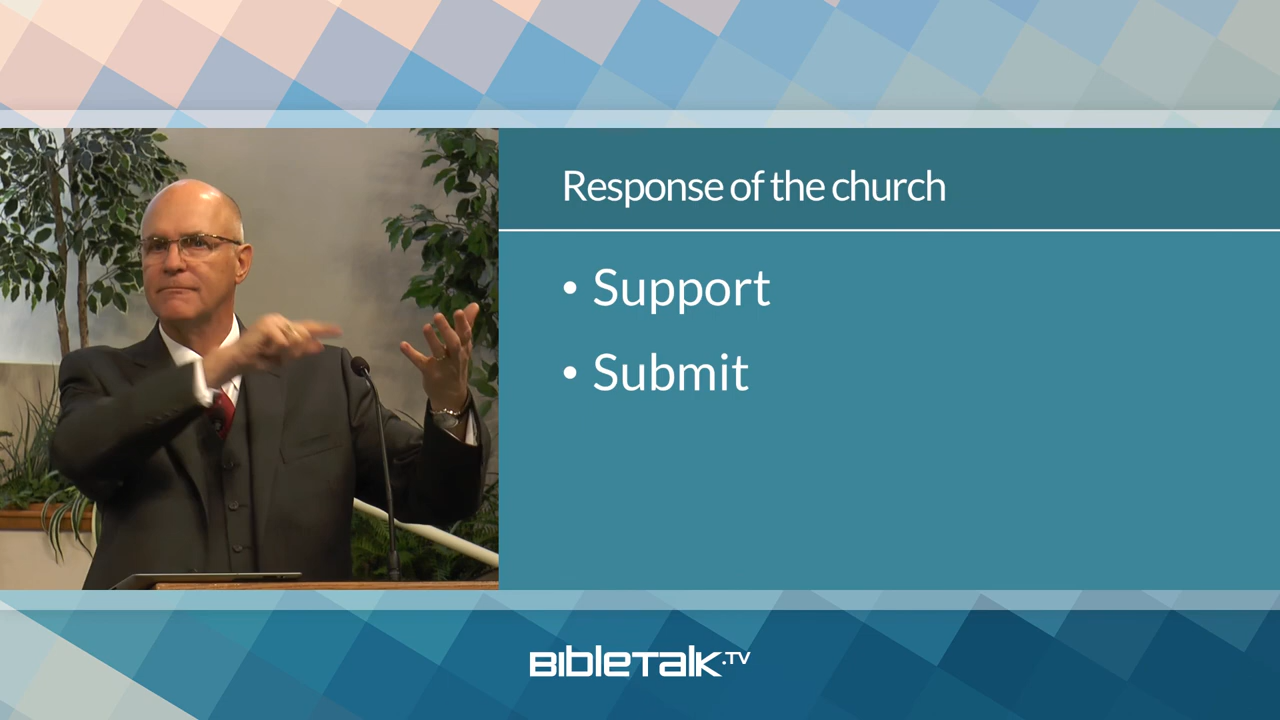 Response of the church
• Support
• Submit
BIBLETALK.TV